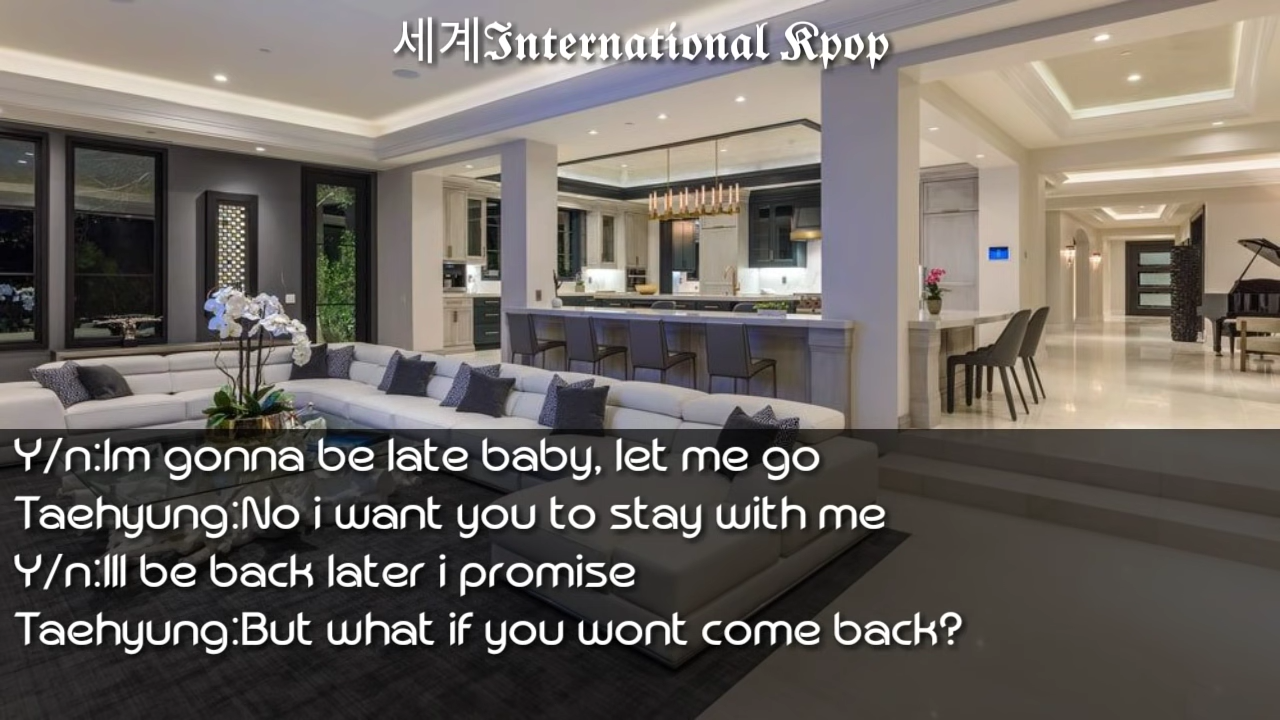 세계International Kpop
Y/n:Im gonna be late baby, let me go
Taehyung:No i want you to stay with me
Y/n:Ill be back later i promise
Taehyung:But what if you wont come back?